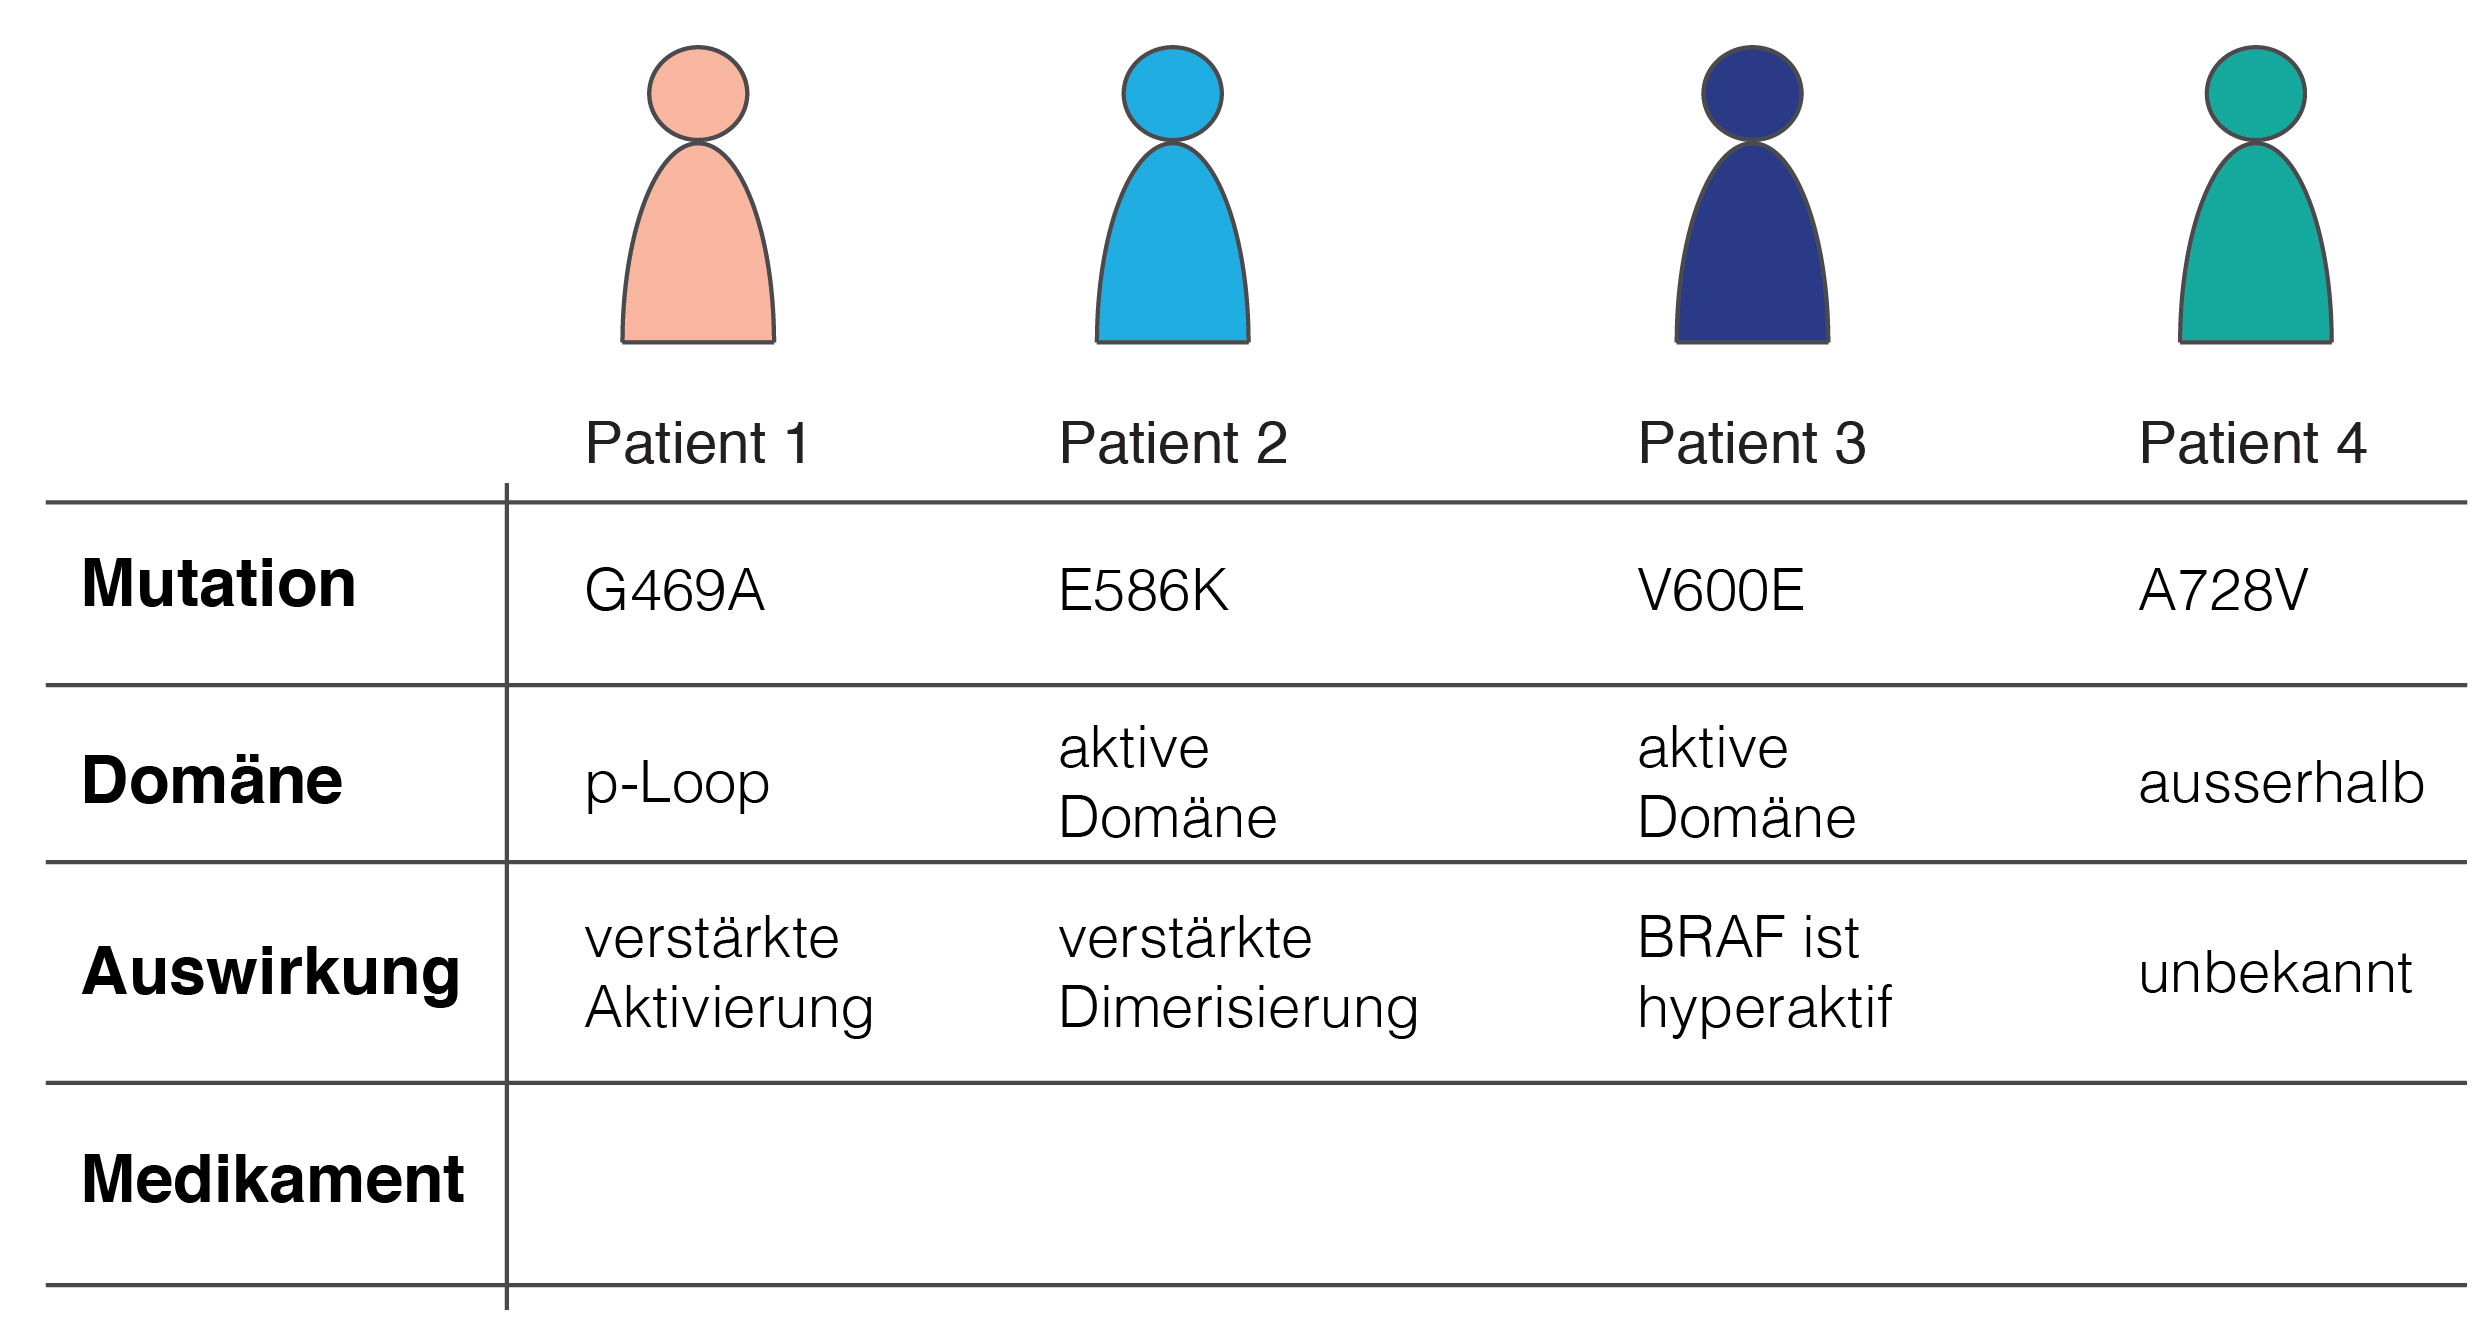 Patient 1 Patient 2 Patient 3 Patient 4
Mutation G469A E586K V600E A728V
Domäne p-Loop aktive Domäne aktive Domäne ausserhalb
Auswirkung verstärkte Aktivierung verstärkte Dimerisierung BRAF ist hyperaktif unbekannt
Medikament